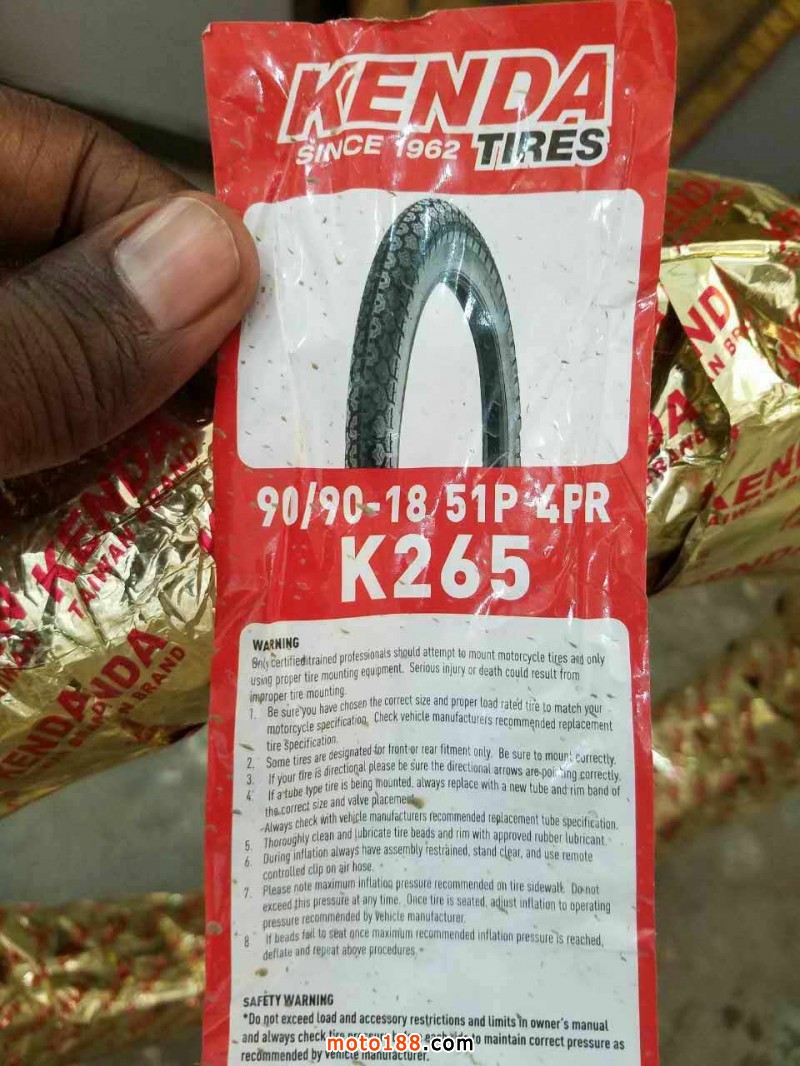 KENDA
SINCE 1962 TIRES
90/90-18 51P 4PR
K265
WARNING
Only certified trained professionals should attempt to mount motorcycle tires and only
using proper tire mounting equipment. Serious injury or death could result from
improper tire mounting.
1. Be sure you have chosen the correct size and proper load rated tire to match your
motorcycle specification. Check vehicle manufacturers recommended replacement
tire specification.
2. Some tires are designated for front or rear fitment only. Be sure to mount correctly.
3. If your tire is directional please be sure the directional arrows are pointing correctly.
4. If a tube type tire is being mounted, always replace with a new tube and rim band of
the correct size and valve placement.
-Always check with vehicle manufacturers recommended replacement tube specification.
5. Thoroughly clean and lubricate tire beads and rim with approved rubber lubricant.
6. During inflation always have assembly restrained, stand clear, and use remote
controlled clip on air hose.
7. Please note maximum inflation pressure recommended on tire sidewall. Do not
exceed this pressure at any time. Once tire is seated, adjust inflation to operating
pressure recommended by Vehicle manufacturer.
8 If beads fail to seat once maximum recommended inflation pressure is reached,
deflate and repeat above procedures.
SAFETY WARNING
*Do not exceed load and accessory restrictions and limits in owner's manual
and always check tire to maintain correct pressure as
recommended by vehicle manufacturer.
moto188.com
KENDA
TAIWAN BRAND
KENDA
TAIWAN BRAND
KENDA